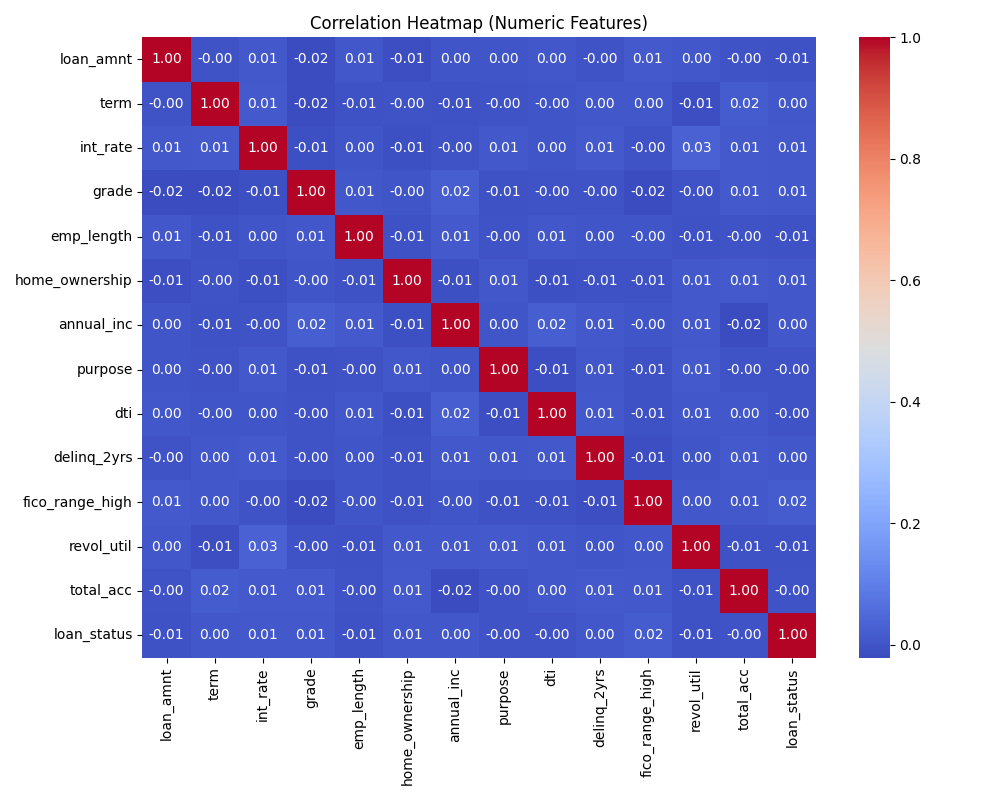 Correlation Heatmap (Numeric Features)
loan_amnt 1.00 -0.00 0.01 -0.02 0.01 -0.01 0.00 0.00 0.00 -0.00 0.01 0.00 -0.00 -0.01
term -0.00 1.00 0.01 -0.02 -0.01 -0.00 -0.01 -0.00 -0.00 0.00 0.00 -0.01 0.02 0.00
int_rate 0.01 0.01 1.00 -0.01 0.00 -0.01 -0.00 0.01 0.00 0.01 -0.00 0.03 0.01 0.01
grade -0.02 -0.02 -0.01 1.00 0.01 -0.00 0.02 -0.01 -0.00 -0.00 -0.02 -0.00 0.01 0.01
emp_length 0.01 -0.01 0.00 0.01 1.00 -0.01 0.01 -0.00 0.01 0.00 -0.00 -0.01 -0.00 -0.01
home_ownership -0.01 -0.00 -0.01 -0.00 -0.01 1.00 -0.01 0.01 -0.01 -0.01 -0.01 0.01 0.01 0.01
annual_inc 0.00 -0.01 -0.00 0.02 0.01 -0.01 1.00 0.00 0.02 0.01 -0.00 0.01 -0.02 0.00
purpose 0.00 -0.00 0.01 -0.01 -0.00 0.01 0.00 1.00 -0.01 0.01 -0.01 0.01 -0.00 -0.00
dti 0.00 -0.00 0.00 -0.00 0.01 -0.01 0.02 -0.01 1.00 0.01 -0.01 0.01 0.00 -0.00
delinq_2yrs -0.00 0.00 0.01 -0.00 0.00 -0.01 0.01 0.01 0.01 1.00 -0.01 0.00 0.01 0.00
fico_range_high 0.01 0.00 -0.00 -0.02 -0.00 -0.01 -0.00 -0.01 -0.01 -0.01 1.00 0.00 0.01 0.02
revol_util 0.00 -0.01 0.03 -0.00 -0.01 0.01 0.01 0.01 0.01 0.00 0.00 1.00 -0.01 -0.01
total_acc -0.00 0.02 0.01 0.01 -0.00 0.01 -0.02 -0.00 0.00 0.01 0.01 -0.01 1.00 -0.00
loan_status -0.01 0.00 0.01 0.01 -0.01 0.01 0.00 -0.00 -0.00 0.00 0.02 -0.01 -0.00 1.00
loan_amnt term int_rate grade emp_length home_ownership annual_inc purpose dti delinq_2yrs fico_range_high revol_util total_acc loan_status
1.0
0.8
0.6
0.4
0.2
0.0